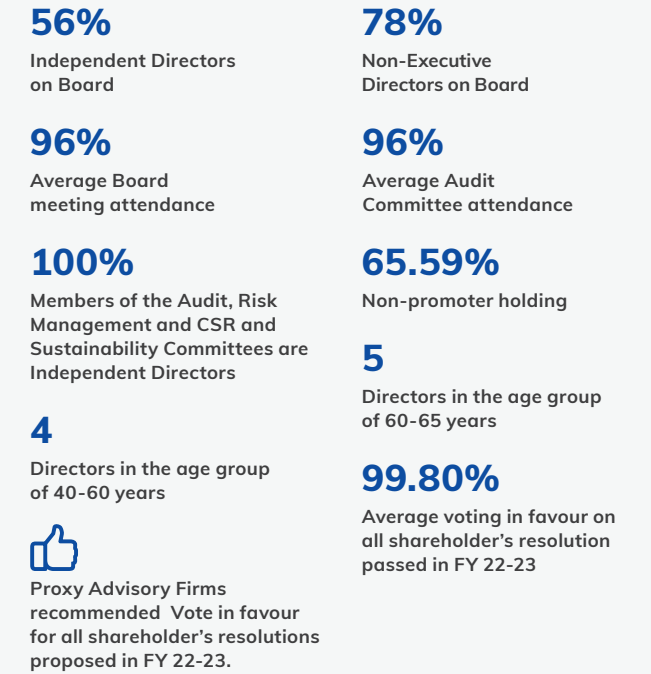 56%
Independent Directors
on Board
96%
Average Board
meeting attendance
100%
Members of the Audit, Risk
Management and CSR and
Sustainability Committees are
Independent Directors
4
Directors in the age group
of 40-60 years
Proxy Advisory Firms
recommended Vote in favour
for all shareholder's resolutions
proposed in FY 22-23.
78%
Non-Executive
Directors on Board
96%
Average Audit
Committee attendance
65.59%
Non-promoter holding
5
Directors in the age group
of 60-65 years
99.80%
Average voting in favour on
all shareholder's resolution
passed in FY 22-23